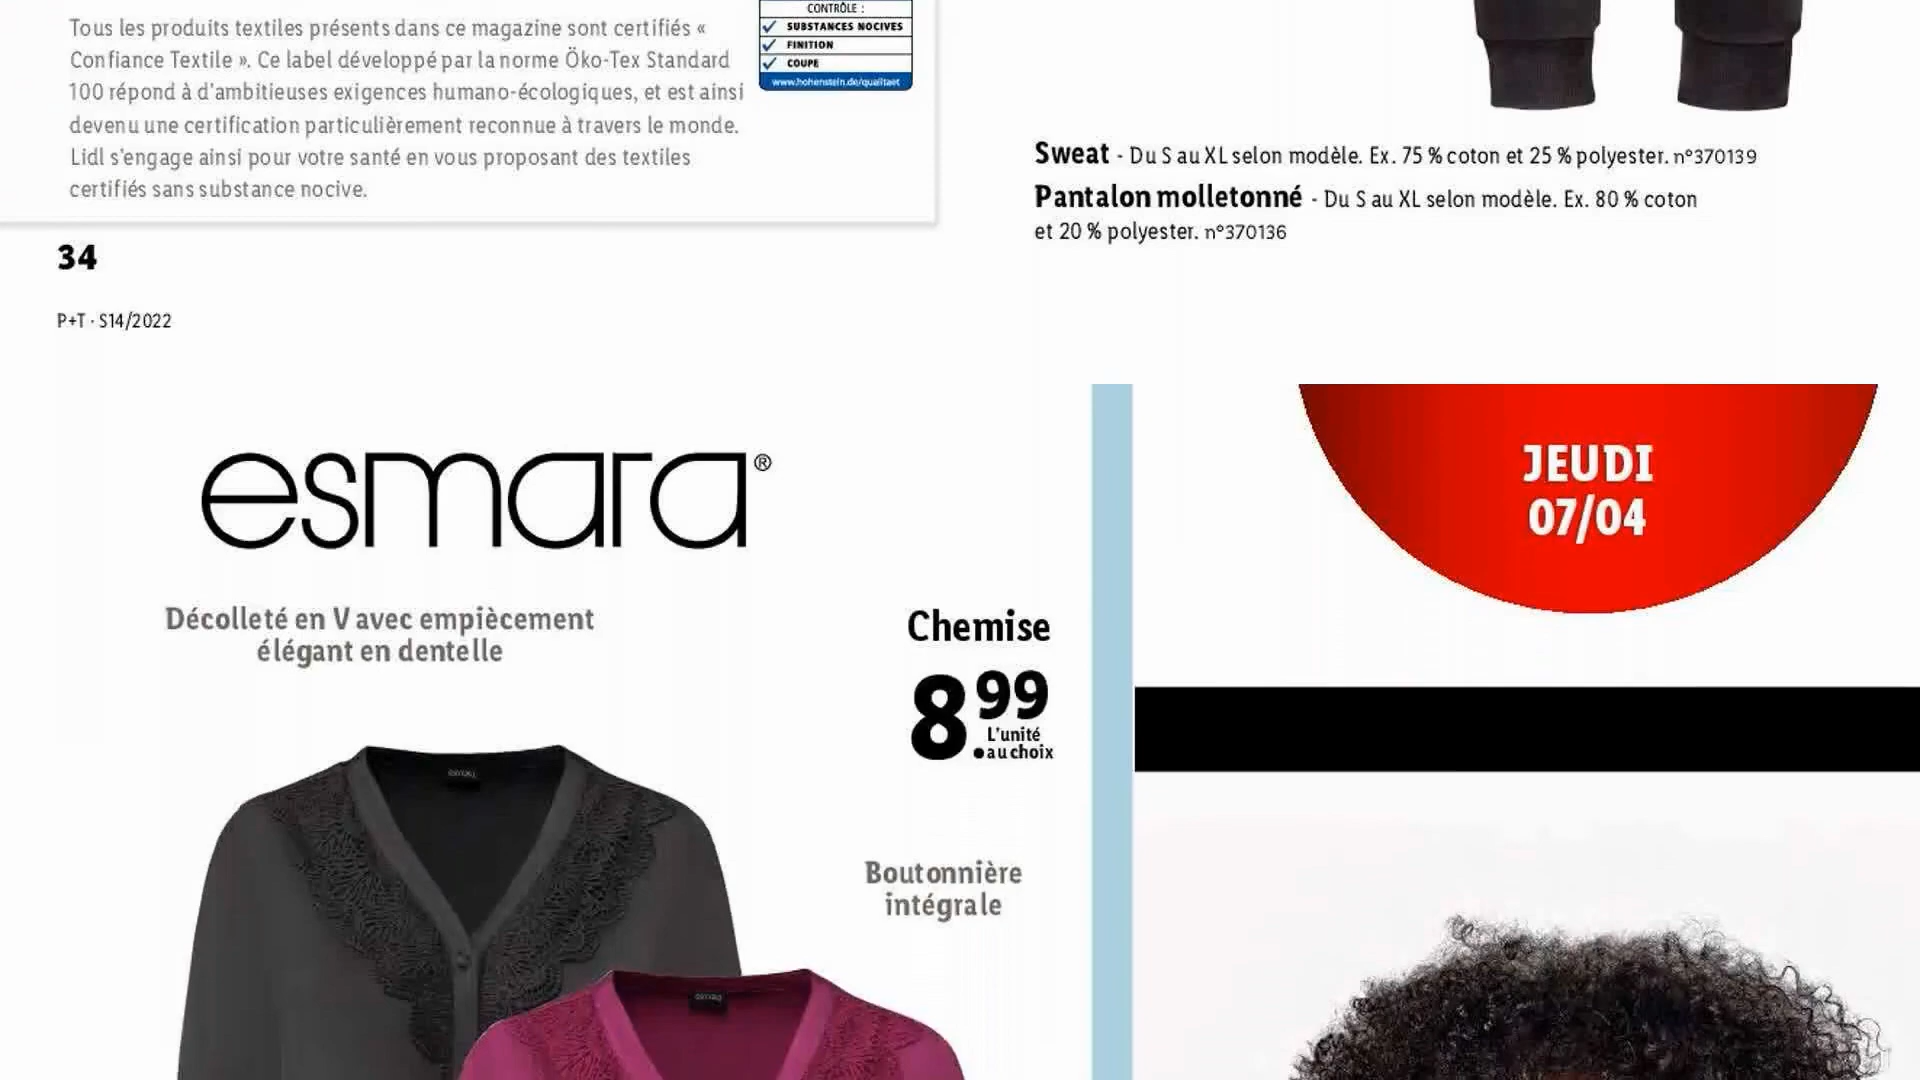 CONTRÔLE :
SUBSTANCES NOCIVES
FINITION
COUPE
www.hohenstein.de/qualitaet
Tous les produits textiles présents dans ce magazine sont certifiés «
Confiance Textile ». Ce label développé par la norme Öko-Tex Standard
100 répond à d'ambitieuses exigences humano-écologiques, et est ainsi
devenu une certification particulièrement reconnue à travers le monde.
Lidl s'engage ainsi pour votre santé en vous proposant des textiles
certifiés sans substance nocive.
34
P+T · S14/2022
Sweat - Du S au XL selon modèle. Ex. 75 % coton et 25 % polyester. n°370139
Pantalon molletonné - Du S au XL selon modèle. Ex. 80 % coton
et 20 % polyester. n°370136
esmara®
Décolleté en V avec empiècement
élégant en dentelle
Chemise
8.99
L'unité
au choix
Boutonnière
intégrale
JEUDI
07/04
esmara
esmara